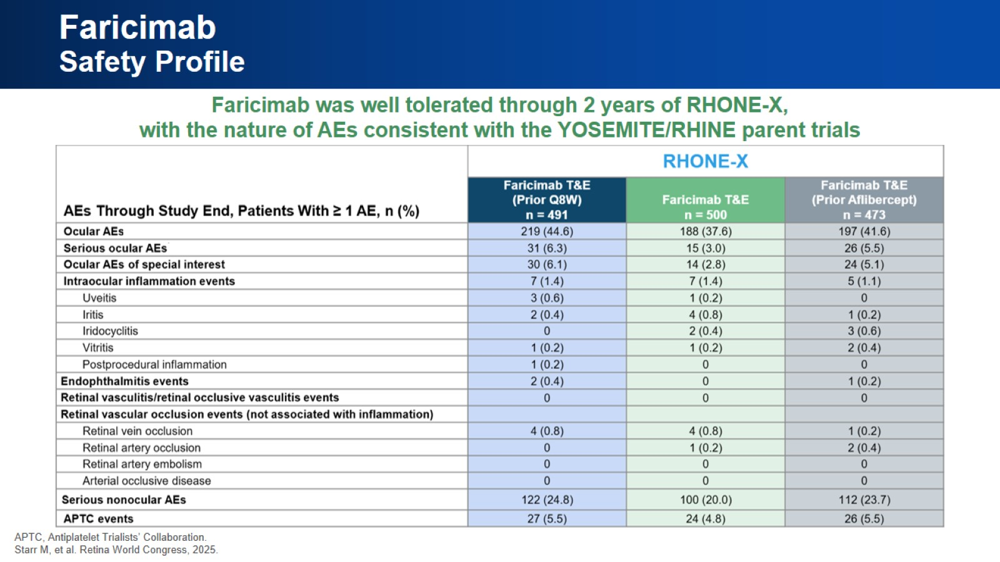 Faricimab
Safety Profile
Faricimab was well tolerated through 2 years of RHONE-X,
with the nature of AEs consistent with the YOSEMITE/RHINE parent trials
RHONE-X
AEs Through Study End, Patients With ≥ 1 AE, n (%)
Faricimab T&E
(Prior Q8W)
n = 491
Faricimab T&E
n = 500
Faricimab T&E
(Prior Aflibercept)
n = 473
Ocular AEs 219 (44.6) 188 (37.6) 197 (41.6)
Serious ocular AEs 31 (6.3) 15 (3.0) 26 (5.5)
Ocular AEs of special interest 30 (6.1) 14 (2.8) 24 (5.1)
Intraocular inflammation events 7 (1.4) 7 (1.4) 5 (1.1)
Uveitis 3 (0.6) 1 (0.2) 0
Iritis 2 (0.4) 4 (0.8) 1 (0.2)
Iridocyclitis 0 2 (0.4) 3 (0.6)
Vitritis 1 (0.2) 1 (0.2) 2 (0.4)
Postprocedural inflammation 1 (0.2) 0 0
Endophthalmitis events 2 (0.4) 0 1 (0.2)
Retinal vasculitis/retinal occlusive vasculitis events 0 0 0
Retinal vascular occlusion events (not associated with inflammation)
Retinal vein occlusion 4 (0.8) 4 (0.8) 1 (0.2)
Retinal artery occlusion 0 1 (0.2) 2 (0.4)
Retinal artery embolism 0 0 0
Arterial occlusive disease 0 0 0
Serious nonocular AEs 122 (24.8) 100 (20.0) 112 (23.7)
APTC events 27 (5.5) 24 (4.8) 26 (5.5)
APTC, Antiplatelet Trialists' Collaboration.
Starr M, et al. Retina World Congress, 2025.